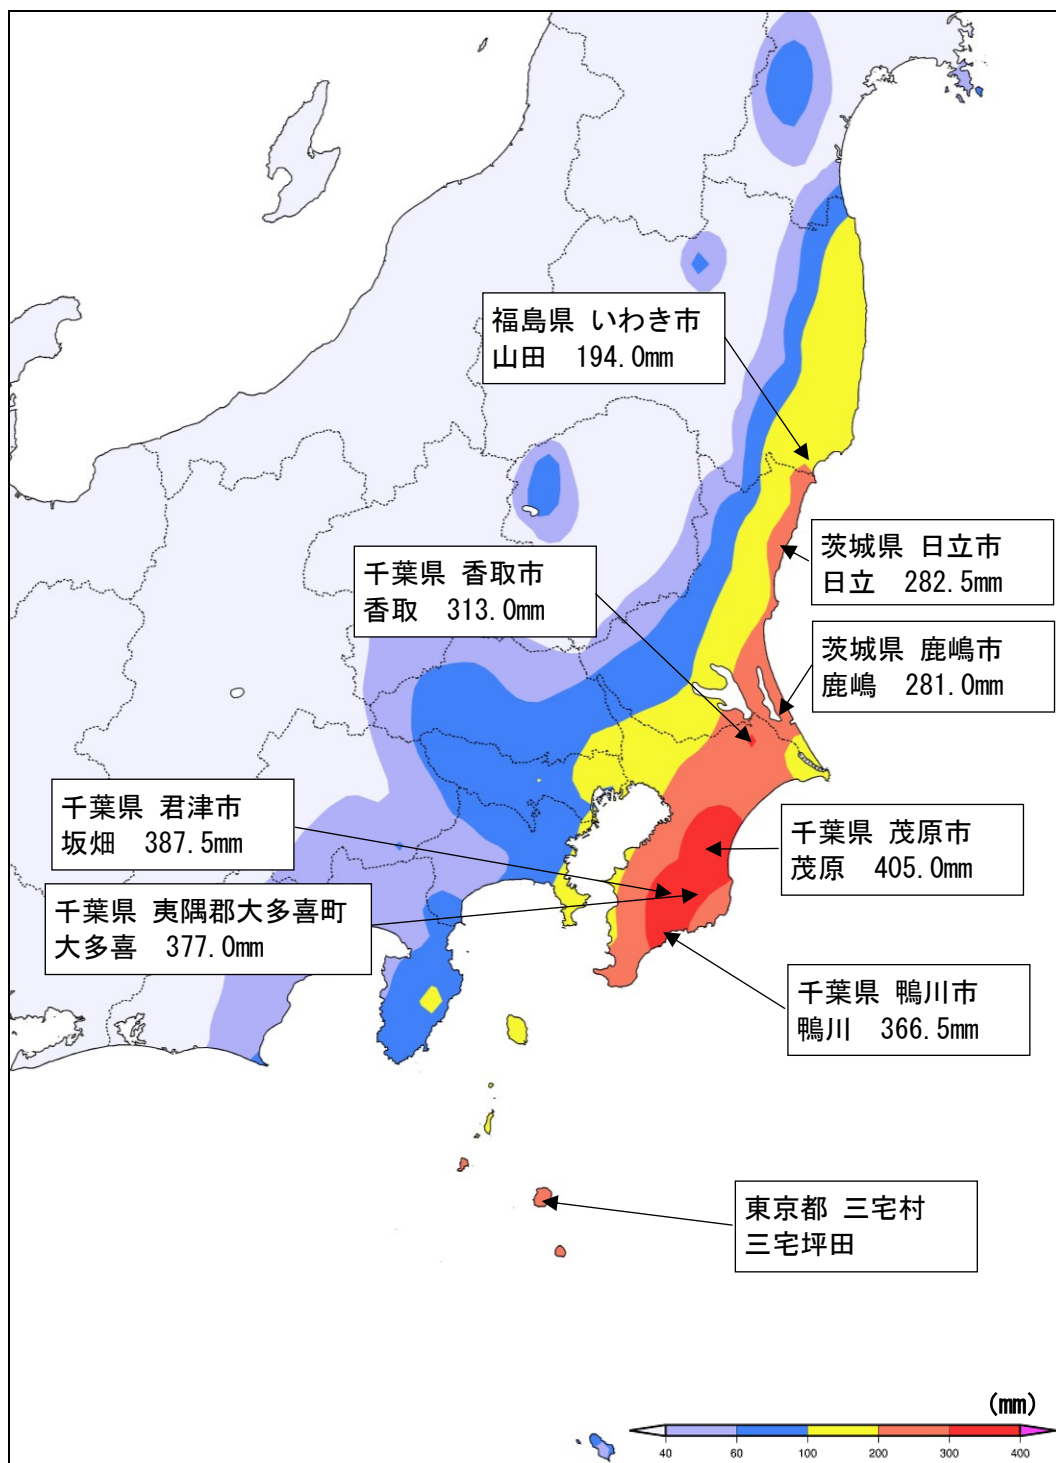 福島県 いわき市
山田 194.0mm
茨城県 日立市
日立 282.5mm
千葉県 香取市
香取 313.0mm
茨城県 鹿嶋市
鹿嶋 281.0mm
千葉県 君津市
坂畑 387.5mm
千葉県 茂原市
茂原 405.0mm
千葉県 夷隅郡大多喜町
大多喜 377.0mm
千葉県 鴨川市
鴨川 366.5mm
東京都 三宅村
三宅坪田
(mm)
40 60 100 200 300 400